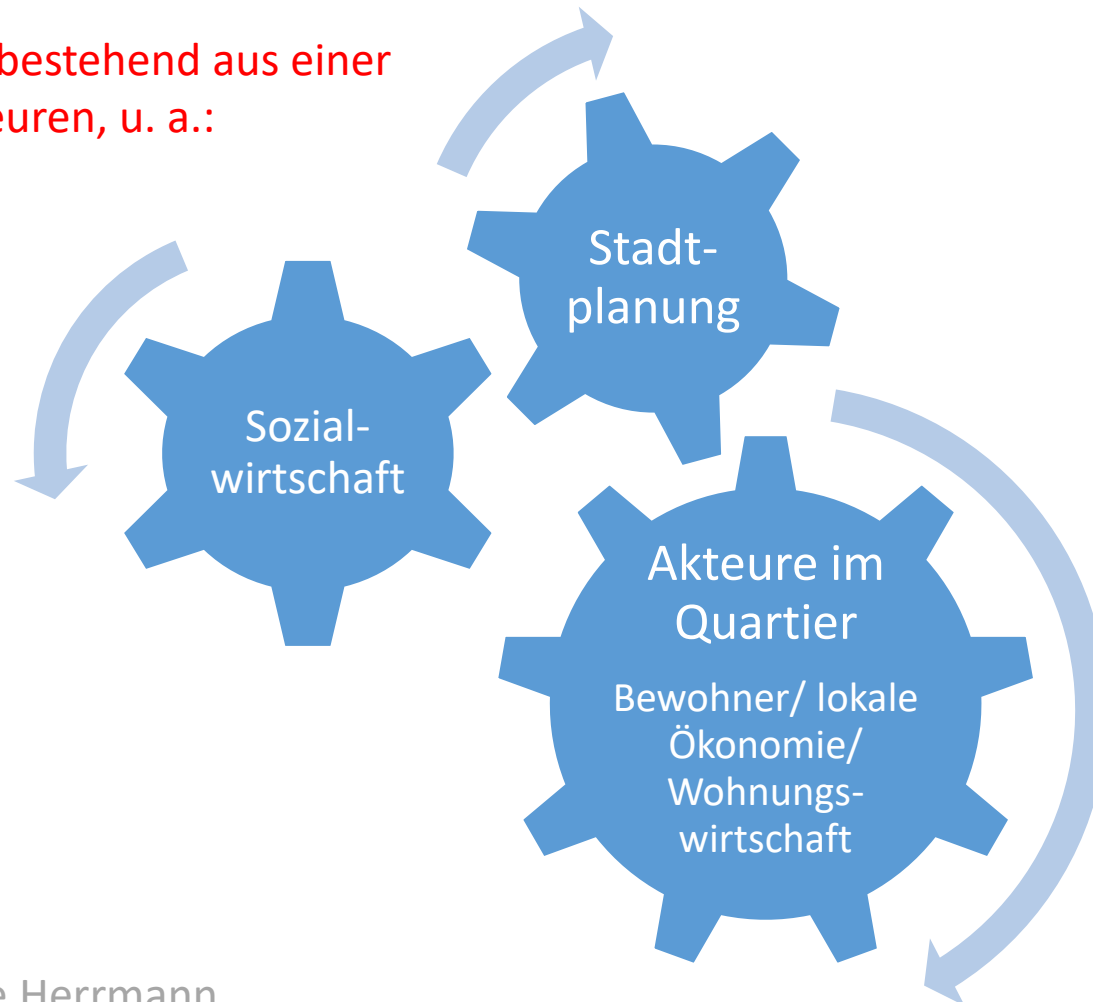 bestehend aus einer
euren, u. a.:
Stadt-
planung
Sozial-
wirtschaft
Akteure im
Quartier
Bewohner/ lokale
Ökonomie/
Wohnungs-
wirtschaft
e Herrmann